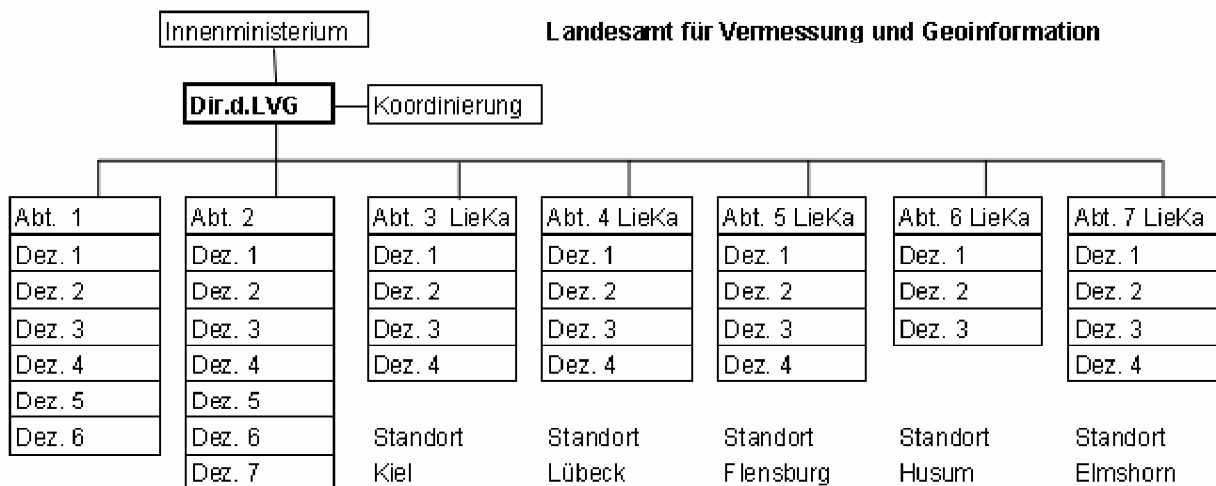 Innenministerium
Landesamt für Vermessung und Geoinformation
Dir.d.LVG
Koordinierung
Abt. 1
Dez. 1
Dez. 2
Dez. 3
Dez. 4
Dez. 5
Dez. 6
Abt. 2
Dez. 1
Dez. 2
Dez. 3
Dez. 4
Dez. 5
Dez. 6
Dez. 7
Abt. 3 LieKa
Dez. 1
Dez. 2
Dez. 3
Dez. 4
Standort
Kiel
Abt. 4 LieKa
Dez. 1
Dez. 2
Dez. 3
Dez. 4
Standort
Lübeck
Abt. 5 LieKa
Dez. 1
Dez. 2
Dez. 3
Dez. 4
Standort
Flensburg
Abt. 6 LieKa
Dez. 1
Dez. 2
Dez. 3
Standort
Husum
Abt. 7 LieKa
Dez. 1
Dez. 2
Dez. 3
Dez. 4
Standort
Elmshorn